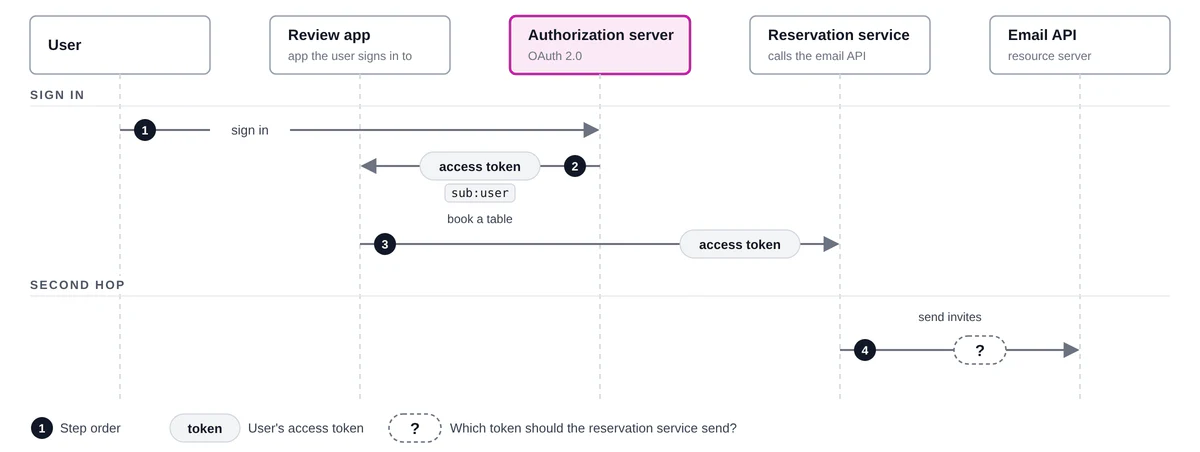 User
Review app
app the user signs in to
Authorization server
OAuth 2.0
Reservation service
calls the email API
Email API
resource server
SIGN IN
1
sign in
access token
2
sub:user
book a table
3
access token
SECOND HOP
send invites
4
?
1 Step order
token User's access token
? Which token should the reservation service send?